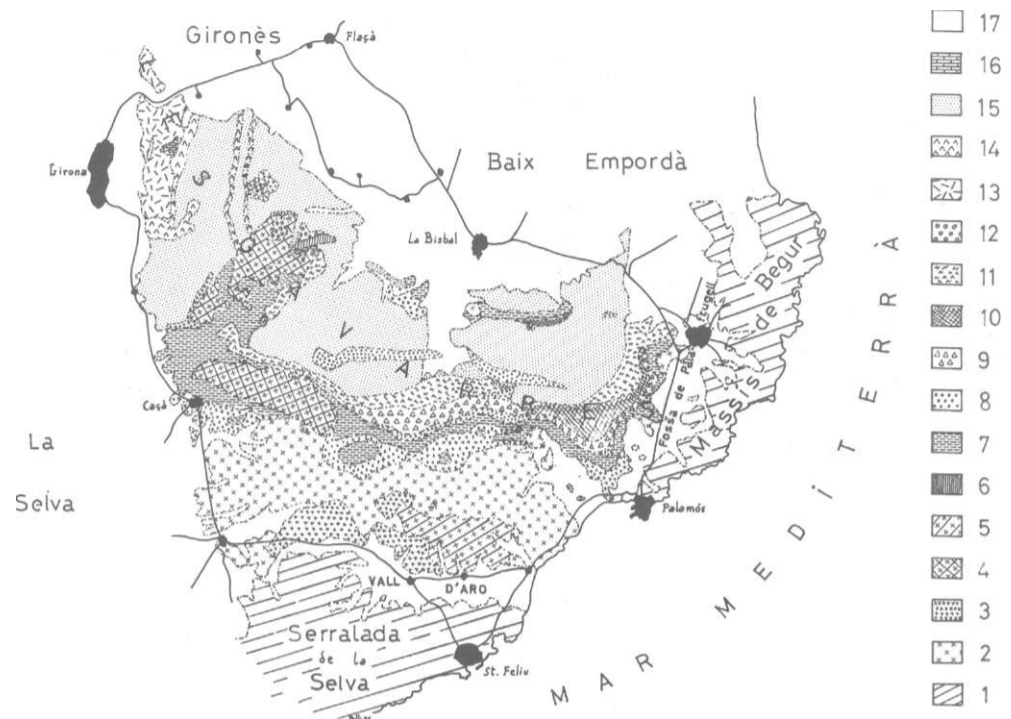 Gironès
Flaçà
17
16
15
14
13
12
11
10
9
8
7
6
5
4
3
2
1
Girona
Baix Empordà
La Bisbal
G A V A R R E S
Caçà
La
Selva
Fossa de Palafrugell
Massís de Begur
Palamós
VALL D'ARO
Serralada
de la
Selva
St. Feliu
MAR MEDITERRÀ